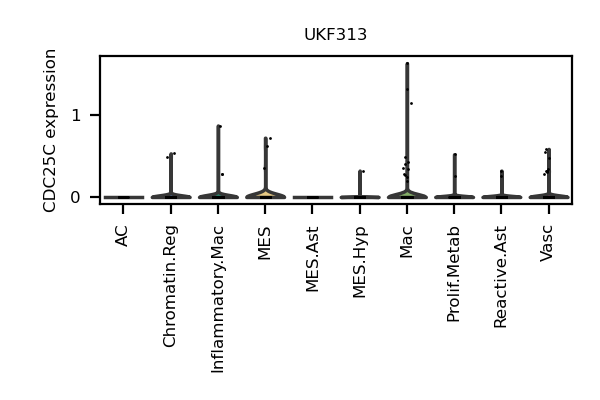 UKF313
CDC25C expression
1
0
AC
Chromatin.Reg
Inflammatory.Mac
MES
MES.Ast
MES.Hyp
Mac
Prolif.Metab
Reactive.Ast
Vasc